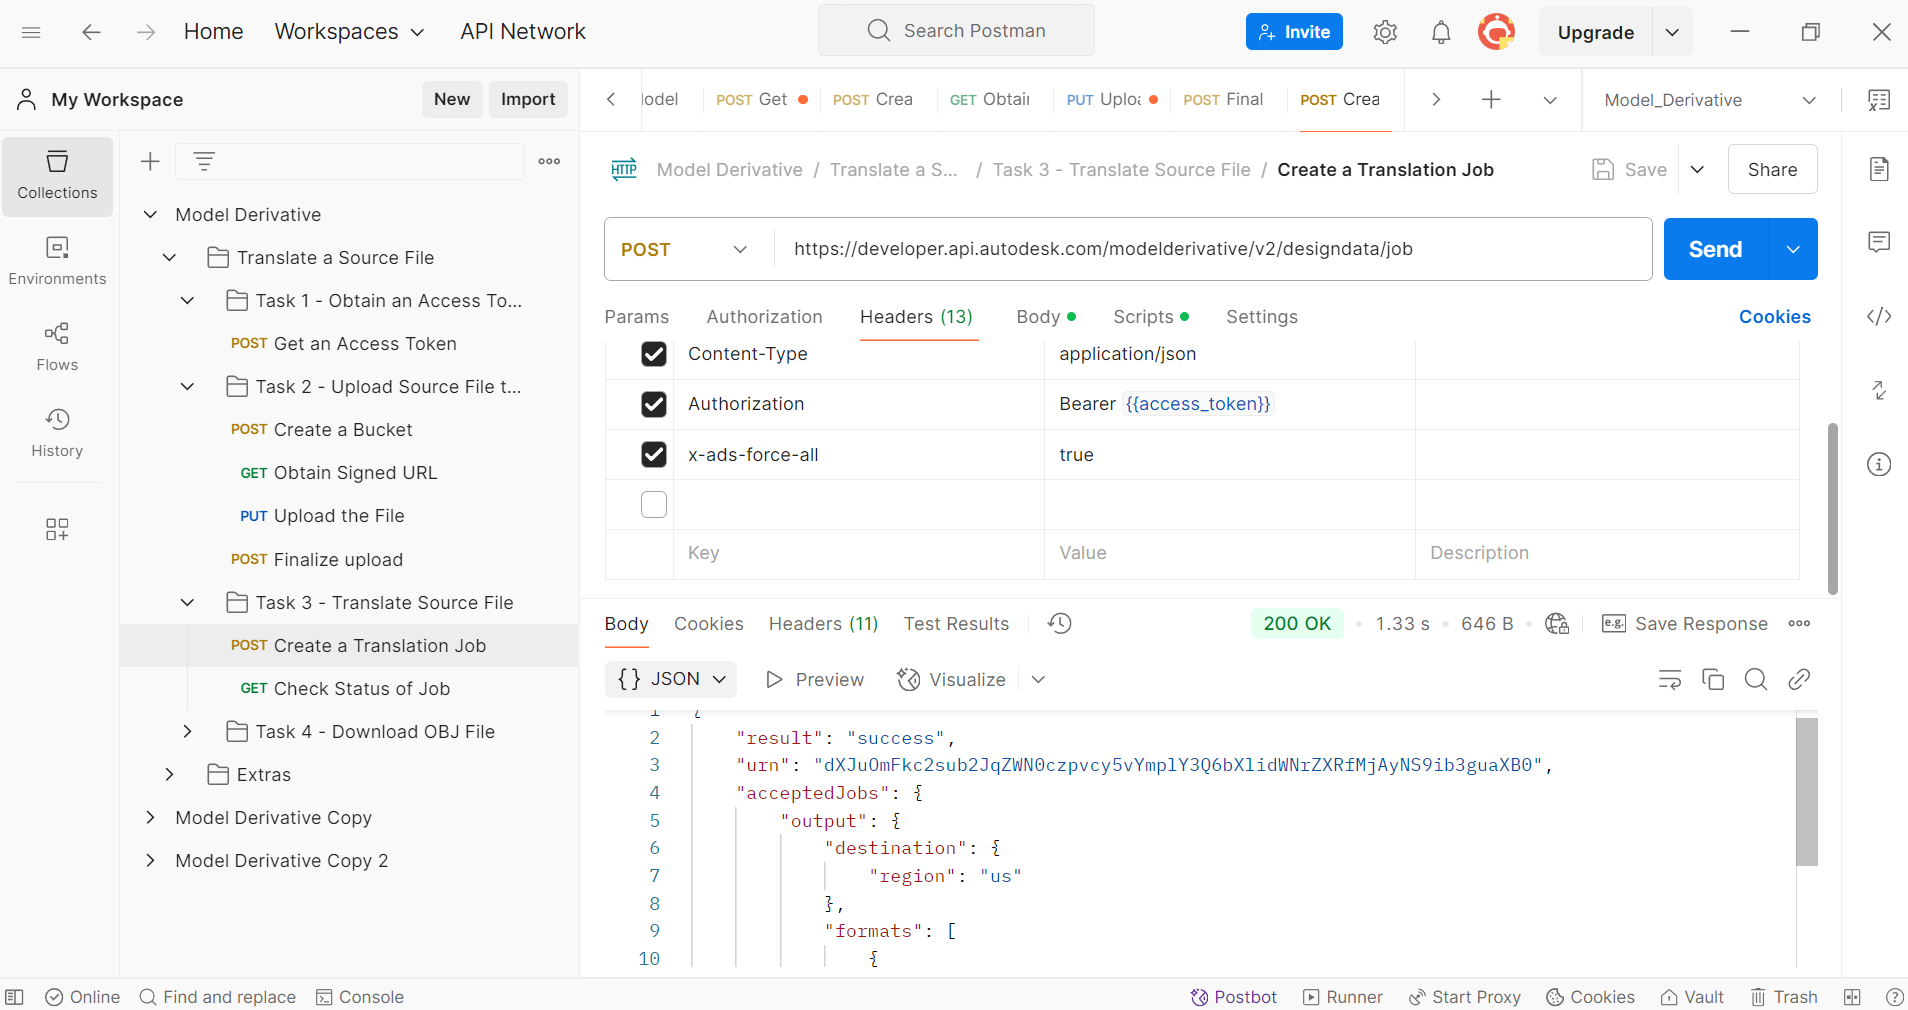 Home Workspaces API Network Search Postman Invite Upgrade
My Workspace New Import
lodel POST Get POST Crea GET Obtain PUT Uploa POST Final POST Crea Model_Derivative
Collections
Environments
Flows
History
Model Derivative
Translate a Source File
Task 1 - Obtain an Access To...
POST Get an Access Token
Task 2 - Upload Source File t...
POST Create a Bucket
GET Obtain Signed URL
PUT Upload the File
POST Finalize upload
Task 3 - Translate Source File
POST Create a Translation Job
GET Check Status of Job
Task 4 - Download OBJ File
Extras
Model Derivative Copy
Model Derivative Copy 2
HTTP Model Derivative / Translate a S... / Task 3 - Translate Source File / Create a Translation Job Save Share
POST https://developer.api.autodesk.com/modelderivative/v2/designdata/job Send
Params Authorization Headers (13) Body Scripts Settings Cookies
Content-Type application/json
Authorization Bearer {{access_token}}
x-ads-force-all true
Key Value Description
Body Cookies Headers (11) Test Results 200 OK 1.33 s 646 B e.g. Save Response
{} JSON Preview Visualize
1 {
2 "result": "success",
3 "urn": "dXJuOmFkc2sub2JqZWN0czpvcy5vYmplY3Q6bXlidWNrZXRfMjAyNS9ib3guaXB0",
4 "acceptedJobs": {
5 "output": {
6 "destination": {
7 "region": "us"
8 },
9 "formats": [
10 {
Online Find and replace Console Postbot Runner Start Proxy Cookies Vault Trash